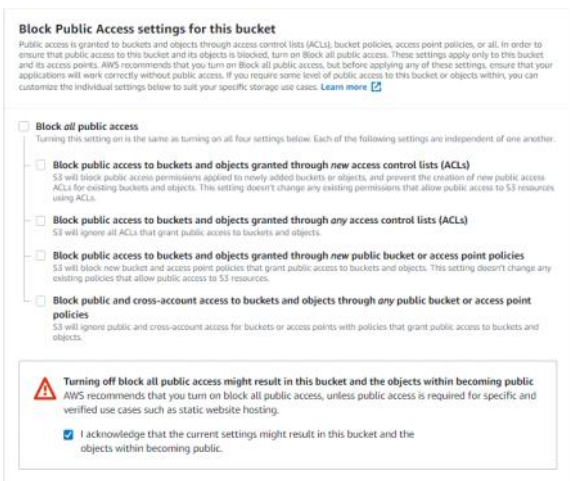 Block Public Access settings for this bucket
Public access is granted to buckets and objects through access control lists (ACLs), bucket policies, access point policies, or all. In order to
ensure that public access to this bucket and its objects is blocked, turn on Block all public access. These settings apply only to this bucket
and its access points. AWS recommends that you turn on Block all public access, but before applying any of these settings, ensure that your
applications will work correctly without public access. If you require some level of public access to this bucket or objects within, you can
customize the individual settings below to suit your specific storage use cases. Learn more
Block all public access
Turning this setting on is the same as turning on all four settings below. Each of the following settings are independent of one another.
Block public access to buckets and objects granted through new access control lists (ACLs)
S3 will block public access permissions applied to newly added buckets or objects, and prevent the creation of new public access
ACLs for existing buckets and objects. This setting doesn't change any existing permissions that allow public access to S3 resources
using ACLs.
Block public access to buckets and objects granted through any access control lists (ACLs)
S3 will ignore all ACLs that grant public access to buckets and objects.
Block public access to buckets and objects granted through new public bucket or access point policies
S3 will block new bucket and access point policies that grant public access to buckets and objects. This setting doesn't change any
existing policies that allow public access to S3 resources.
Block public and cross-account access to buckets and objects through any public bucket or access point
policies
S3 will ignore public and cross-account access for buckets or access points with policies that grant public access to buckets and
objects.
Turning off block all public access might result in this bucket and the objects within becoming public
AWS recommends that you turn on block all public access, unless public access is required for specific and
verified use cases such as static website hosting.
I acknowledge that the current settings might result in this bucket and the
objects within becoming public.